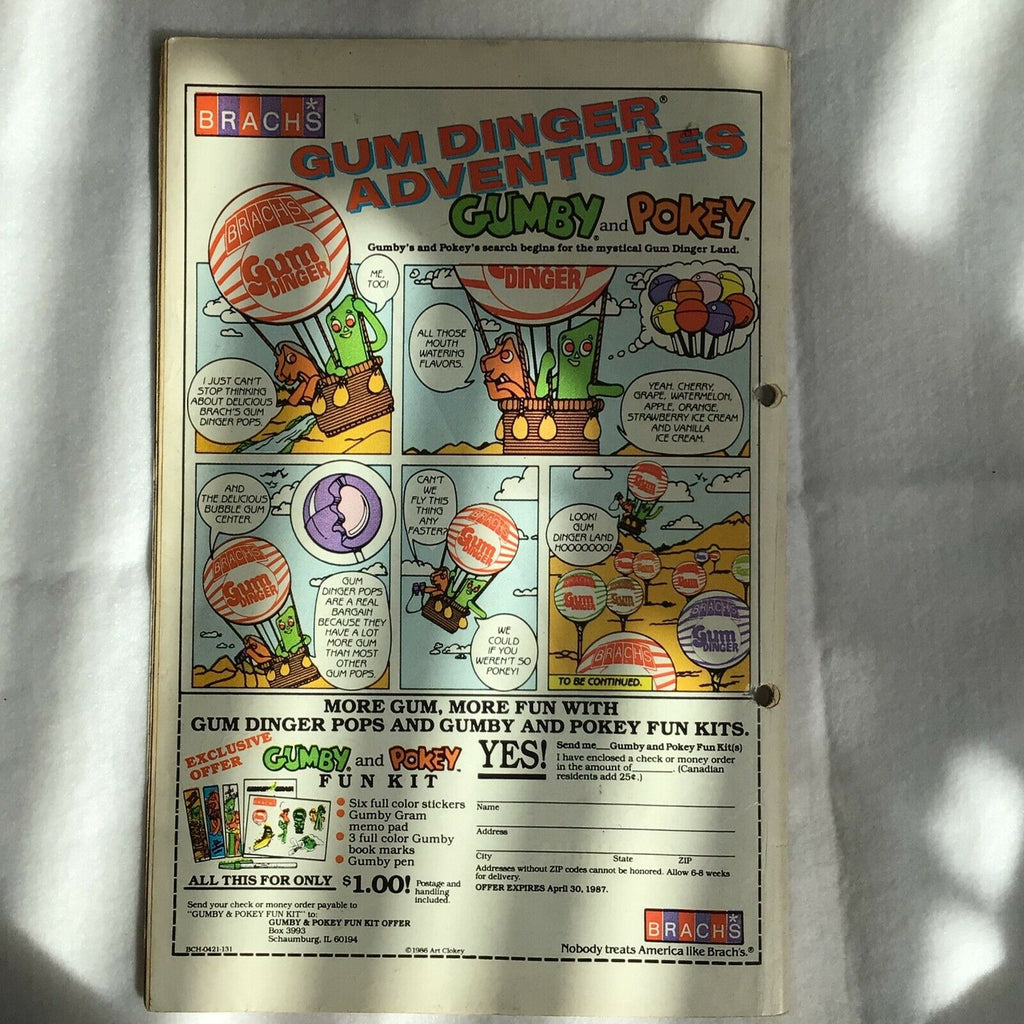 BRACH'S*
GUM DINGER®
ADVENTURES
GUMBY® and POKEY™
Gumby's and Pokey's search begins for the mystical Gum Dinger Land.
BRACH'S
Gum
DINGER
ME,
TOO!
I JUST CAN'T
STOP THINKING
ABOUT DELICIOUS
BRACH'S GUM
DINGER POPS.
Gum
DINGER
ALL THOSE
MOUTH
WATERING
FLAVORS.
YEAH. CHERRY,
GRAPE, WATERMELON,
APPLE, ORANGE,
STRAWBERRY ICE CREAM
AND VANILLA
ICE CREAM.
AND
THE DELICIOUS
BUBBLE GUM
CENTER.
BRACH'S
Gum
DINGER
GUM
DINGER POPS
ARE A REAL
BARGAIN
BECAUSE THEY
HAVE A LOT
MORE GUM
THAN MOST
OTHER
GUM POPS.
CAN'T
WE
FLY THIS
THING
ANY
FASTER?
BRACH'S
Gum
DINGER
WE
COULD
IF YOU
WEREN'T SO
POKEY!
LOOK!
GUM
DINGER LAND
HOOOOOOO!
Gum
Gum
BRACH'S
Gum
DINGER
BRACH'S
TO BE CONTINUED.
MORE GUM, MORE FUN WITH
GUM DINGER POPS AND GUMBY AND POKEY FUN KITS.
EXCLUSIVE
OFFER
GUMBY® and POKEY™
FUN KIT
Six full color stickers
Gumby Gram
memo pad
3 full color Gumby
book marks
Gumby pen
ALL THIS FOR ONLY $1.00! Postage and
handling
included.
Send your check or money order payable to
"GUMBY & POKEY FUN KIT" to:
GUMBY & POKEY FUN KIT OFFER
Box 3993
Schaumburg, IL 60194
BCH-0421-131
©1986 Art Clokey
YES! Send me___Gumby and Pokey Fun Kit(s)
I have enclosed a check or money order
in the amount of_______. (Canadian
residents add 25¢.)
Name
Address
City State ZIP
Addresses without ZIP codes cannot be honored. Allow 6-8 weeks
for delivery.
OFFER EXPIRES April 30, 1987.
BRACH'S*
Nobody treats America like Brach's.®